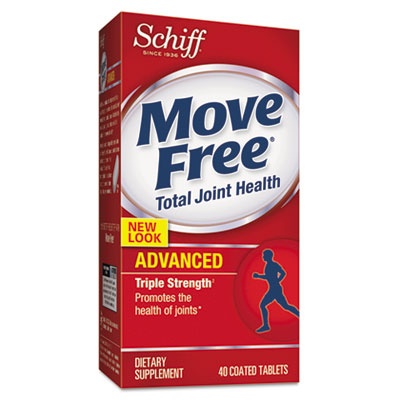 Schiff
SINCE 1936
Move
Free®
Total Joint Health
NEW
LOOK
ADVANCED
Triple Strength‡
Promotes the
health of joints*
DIETARY
SUPPLEMENT
40 COATED TABLETS